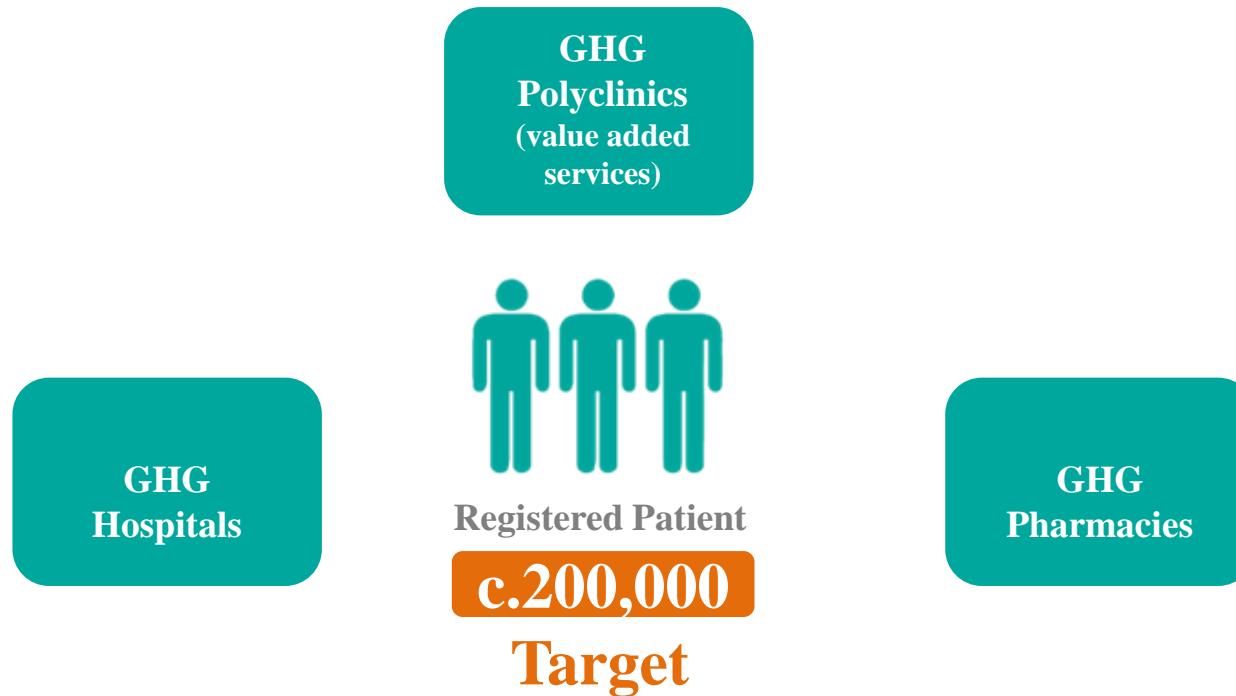 GHG
Polyclinics
(value added
services)
GHG
Hospitals
Registered Patient
c.200,000
Target
GHG
Pharmacies